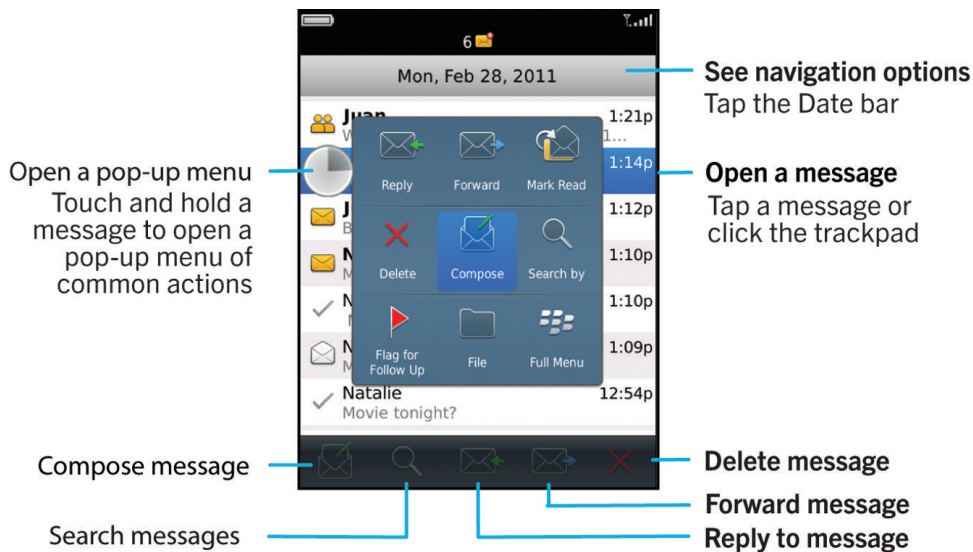 6
Mon, Feb 28, 2011
See navigation options
Tap the Date bar
Juan
1:21p
1...
Open a pop-up menu
Touch and hold a
message to open a
pop-up menu of
common actions
1:14p
Open a message
Tap a message or
click the trackpad
Reply
Forward
Mark Read
1:12p
1:10p
Delete
Compose
Search by
1:10p
1:09p
Flag for
Follow Up
File
Full Menu
Natalie
12:54p
Movie tonight?
Compose message
Delete message
Forward message
Search messages
Reply to message